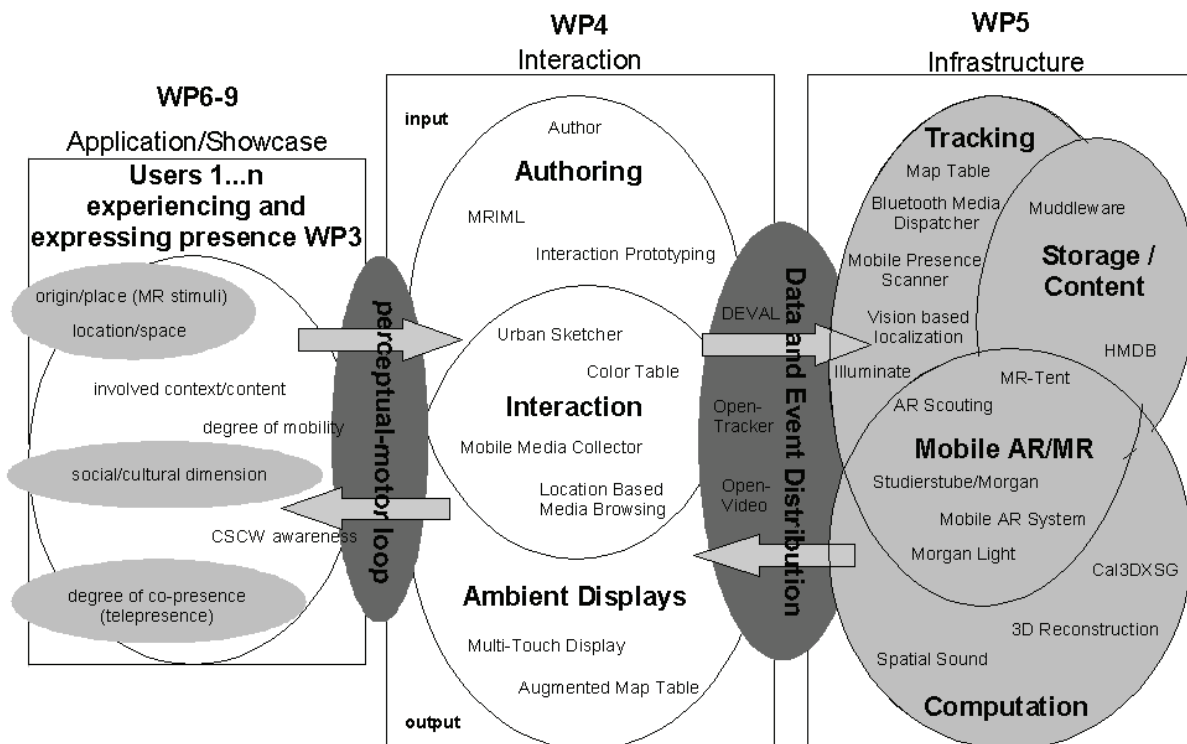 WP6-9
Application/Showcase
Users 1...n
experiencing and
expressing presence WP3
origin/place (MR stimuli)
location/space
involved context/content
degree of mobility
social/cultural dimension
CSCW awareness
degree of co-presence
(telepresence)
perceptual-motor loop
WP4
Interaction
input
Author
Authoring
MRIML
Interaction Prototyping
Urban Sketcher
Color Table
Interaction
Mobile Media Collector
Location Based
Media Browsing
Ambient Displays
Multi-Touch Display
Augmented Map Table
output
Data and Event Distribution
DEVAL
Open-
Tracker
Open-
Video
WP5
Infrastructure
Tracking
Map Table
Bluetooth Media
Dispatcher
Mobile Presence
Scanner
Vision based
localization
Illuminate
Muddleware
Storage /
Content
HMDB
MR-Tent
AR Scouting
Mobile AR/MR
Studierstube/Morgan
Mobile AR System
Morgan Light
Cal3DXSG
3D Reconstruction
Spatial Sound
Computation